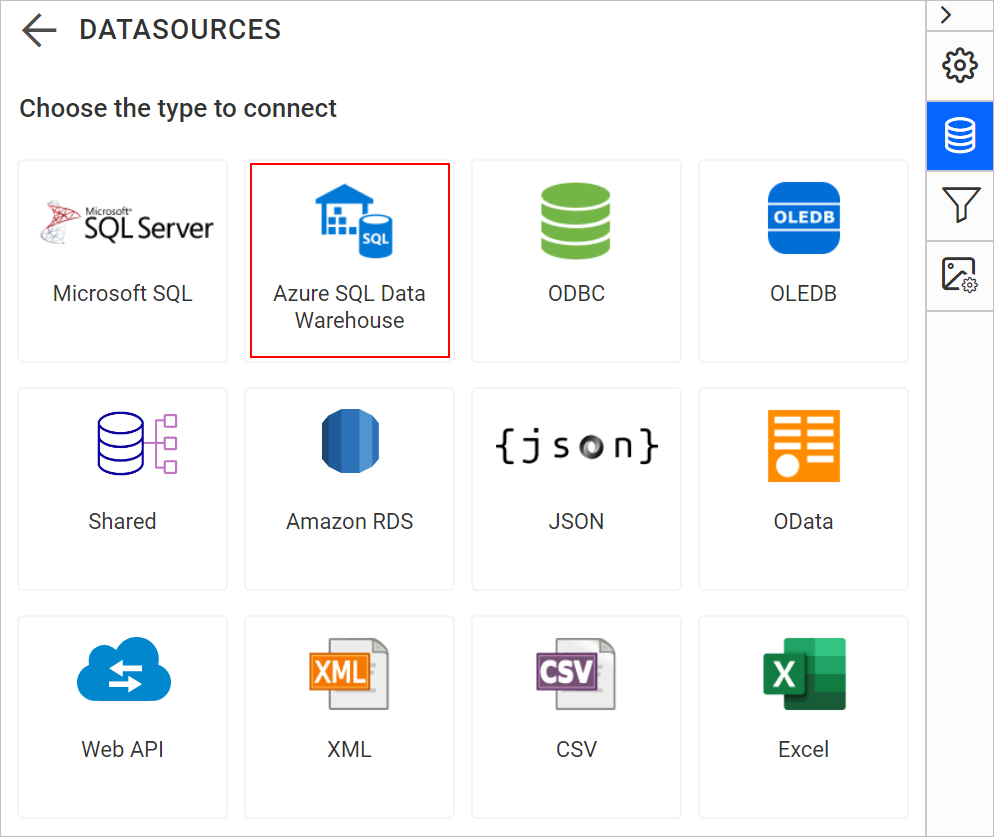 DATASOURCES
Choose the type to connect
Microsoft®
SQL Server
Microsoft SQL
SQL
Azure SQL Data
Warehouse
ODBC
OLEDB
OLEDB
Shared
Amazon RDS
{json}
JSON
OData
Web API
XML
XML
CSV
CSV
X
Excel